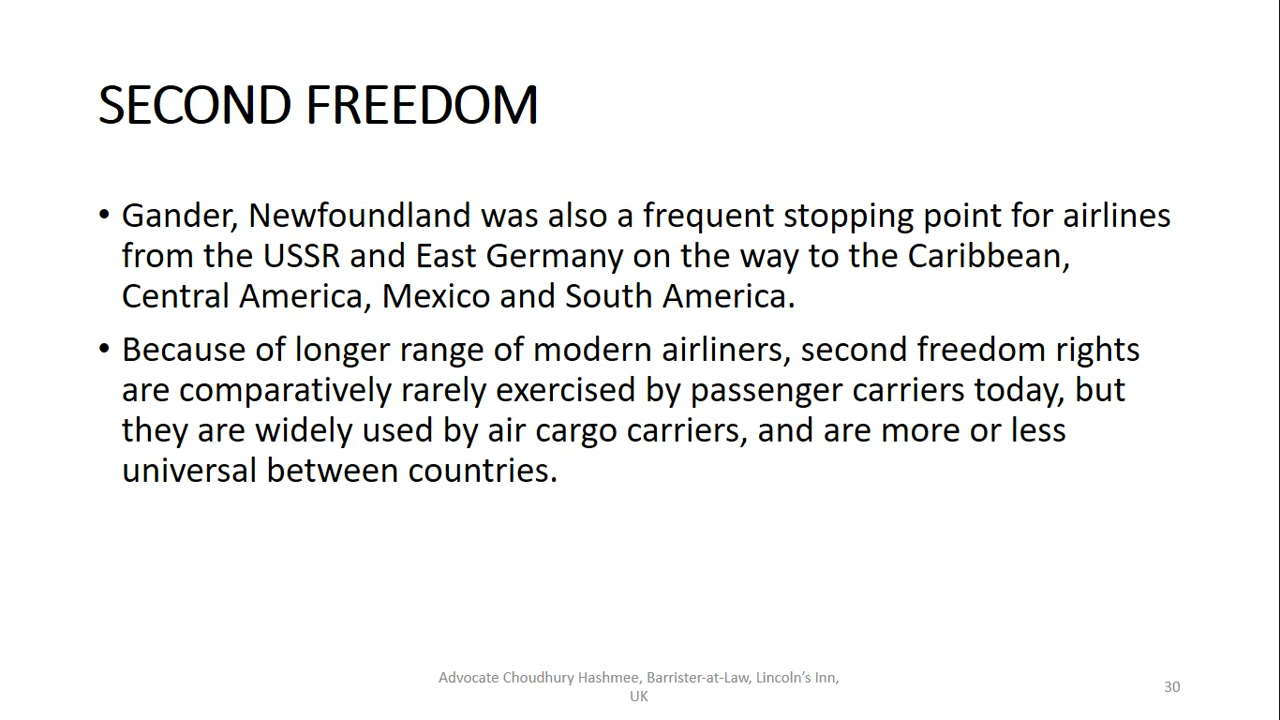 SECOND FREEDOM
• Gander, Newfoundland was also a frequent stopping point for airlines
from the USSR and East Germany on the way to the Caribbean,
Central America, Mexico and South America.
• Because of longer range of modern airliners, second freedom rights
are comparatively rarely exercised by passenger carriers today, but
they are widely used by air cargo carriers, and are more or less
universal between countries.
Advocate Choudhury Hashmee, Barrister-at-Law, Lincoln’s Inn,
UK
30